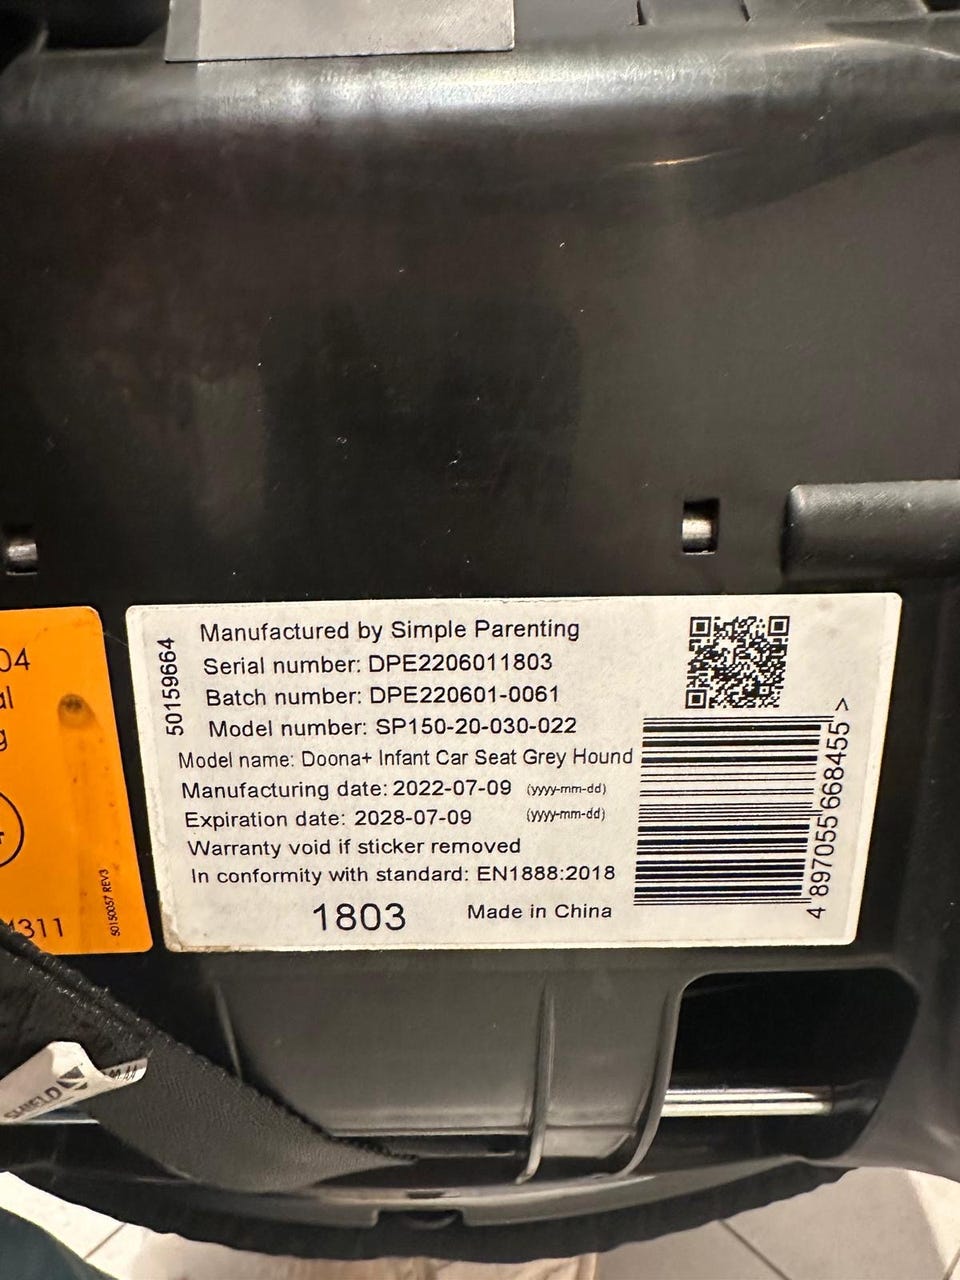 04
50150057 REV3
50159664
Manufactured by Simple Parenting
Serial number: DPE2206011803
Batch number: DPE220601-0061
Model number: SP150-20-030-022
Model name: Doona+ Infant Car Seat Grey Hound
Manufacturing date: 2022-07-09 (yyyy-mm-dd)
Expiration date: 2028-07-09 (yyyy-mm-dd)
Warranty void if sticker removed
In conformity with standard: EN1888:2018
1803 Made in China
4 897055 668455 >
SHIELD